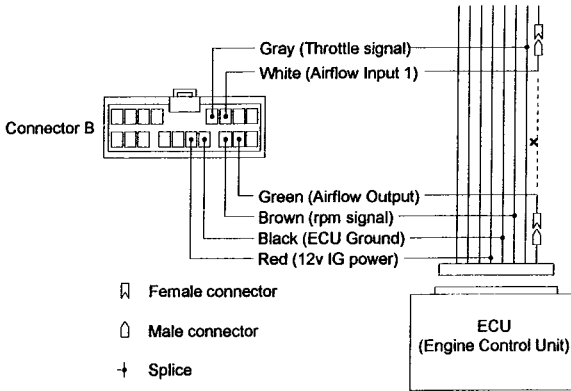 Gray (Throttle signal)
White (Airflow Input 1)
Connector B
Green (Airflow Output)
Brown (rpm signal)
Black (ECU Ground)
Red (12v IG power)
Female connector
Male connector
Splice
ECU
(Engine Control Unit)